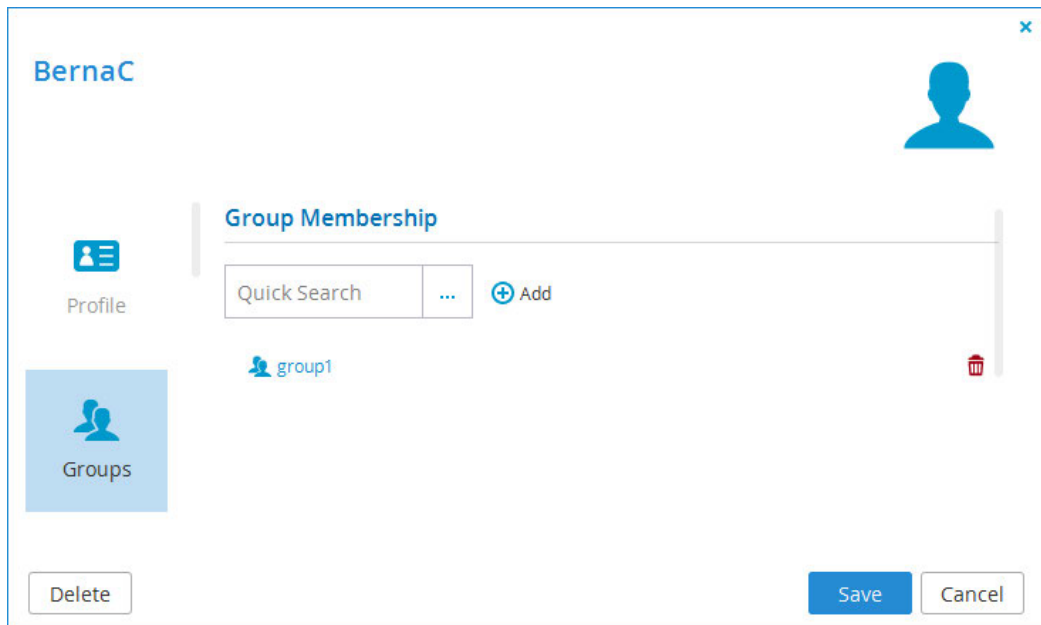 BernaC
Group Membership
Profile
Quick Search ... Add
group1
Groups
Delete Save Cancel